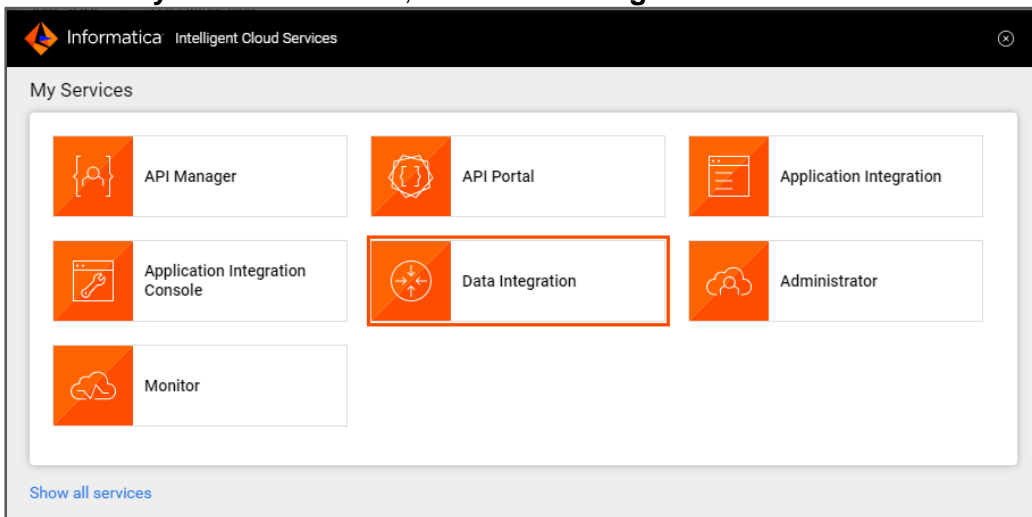 Informatica Intelligent Cloud Services
My Services
API Manager
API Portal
Application Integration
Application Integration
Console
Data Integration
Administrator
Monitor
Show all services